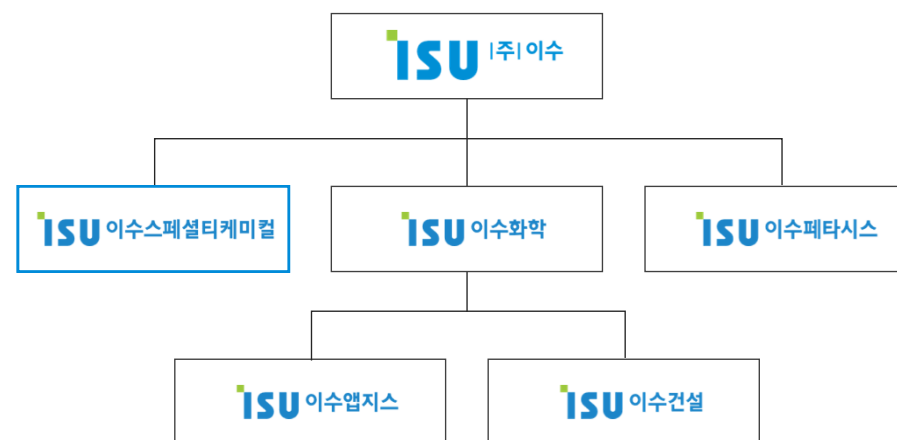 ISU |주| 이수
ISU 이수스페셜티케미컬
ISU 이수화학
ISU 이수페타시스
ISU 이수앱지스
ISU 이수건설